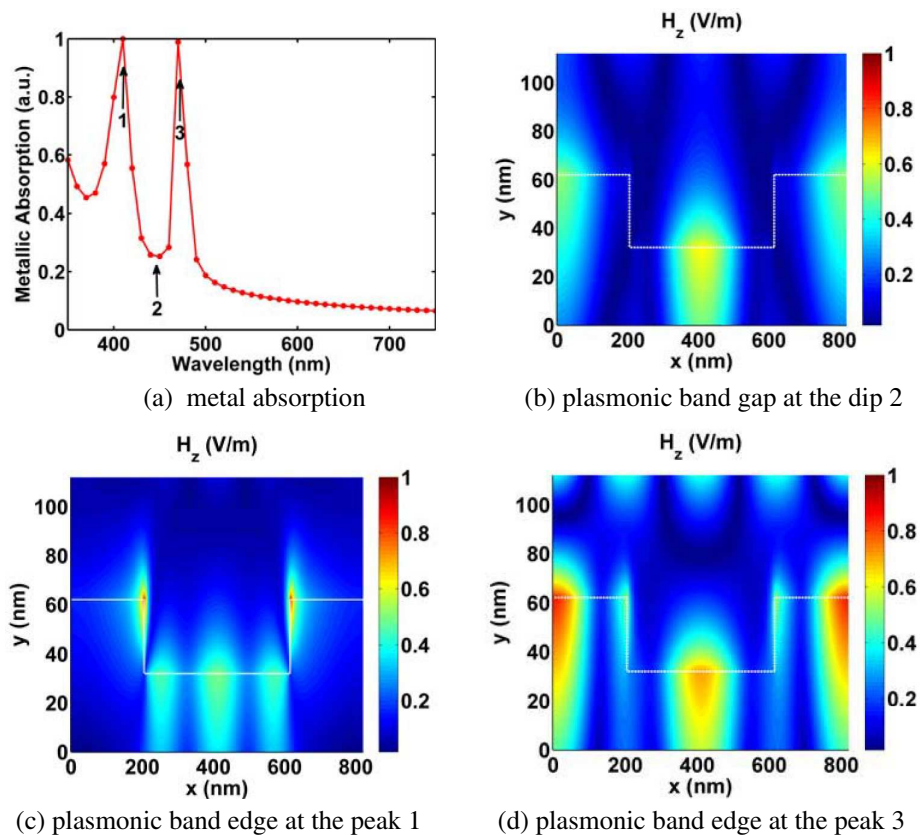 1
0.8
0.6
0.4
0.2
0
Metallic Absorption (a.u.)
1
2
3
400 500 600 700
Wavelength (nm)
(a) metal absorption
H_z (V/m)
100
80
60
40
20
0
y (nm)
0 200 400 600 800
x (nm)
1
0.8
0.6
0.4
0.2
(b) plasmonic band gap at the dip 2
H_z (V/m)
100
80
60
40
20
0
y (nm)
0 200 400 600 800
x (nm)
1
0.8
0.6
0.4
0.2
(c) plasmonic band edge at the peak 1
H_z (V/m)
100
80
60
40
20
0
y (nm)
0 200 400 600 800
x (nm)
1
0.8
0.6
0.4
0.2
(d) plasmonic band edge at the peak 3